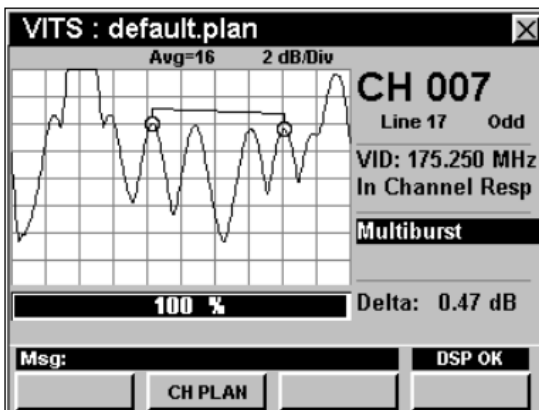 VITS : default.plan
Avg=16 2 dB/Div
CH 007
Line 17 Odd
VID: 175.250 MHz
In Channel Resp
Multiburst
100 %
Delta: 0.47 dB
Msg: DSP OK
CH PLAN